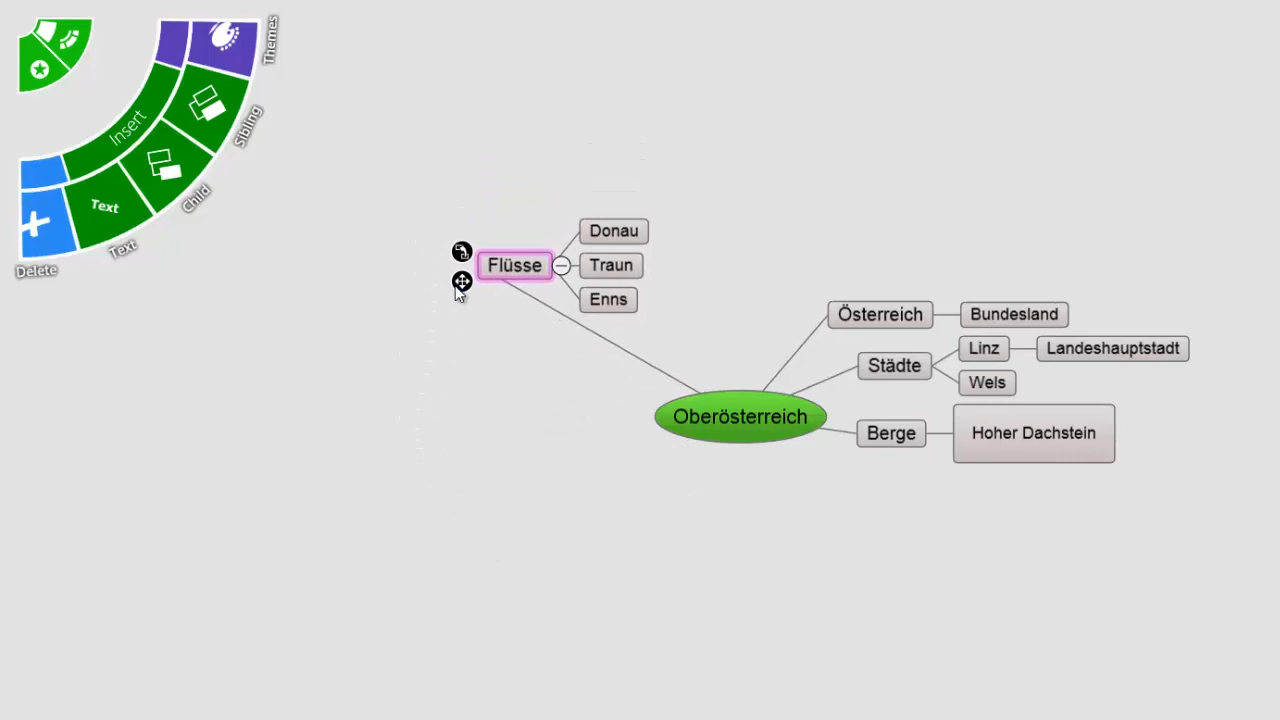 Themes
Sibling
Insert
Child
Text
Text
Delete
Donau
Flüsse
Traun
Enns
Österreich
Bundesland
Linz
Landeshauptstadt
Städte
Wels
Oberösterreich
Berge
Hoher Dachstein